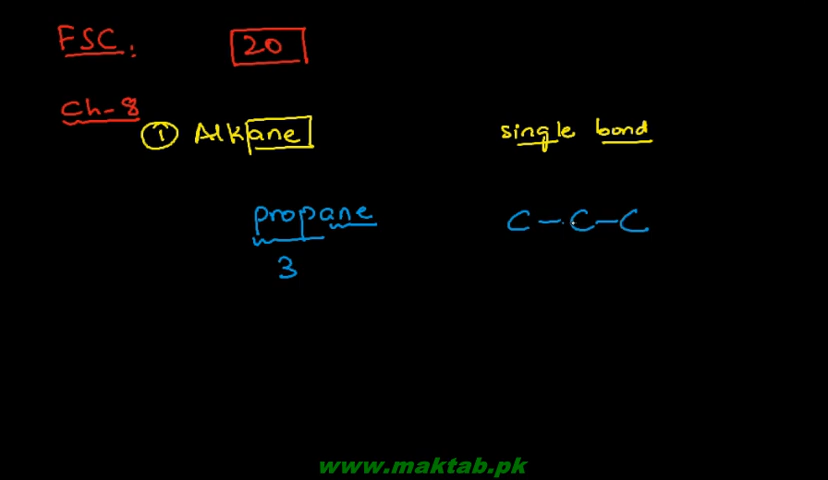 FSC. 20
Ch-8
① Alkane single bond
propane C-C-C
3
www.maktab.pk